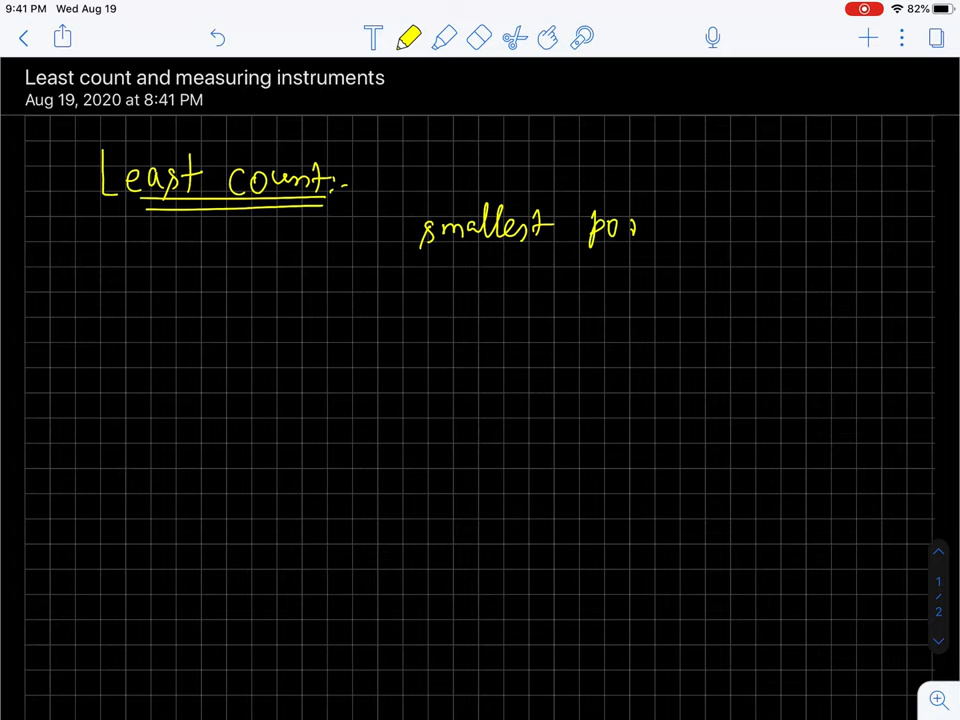 9:41 PM Wed Aug 19 82%
T
Least count and measuring instruments
Aug 19, 2020 at 8:41 PM
Least count:-
smallest pos
1
/
2